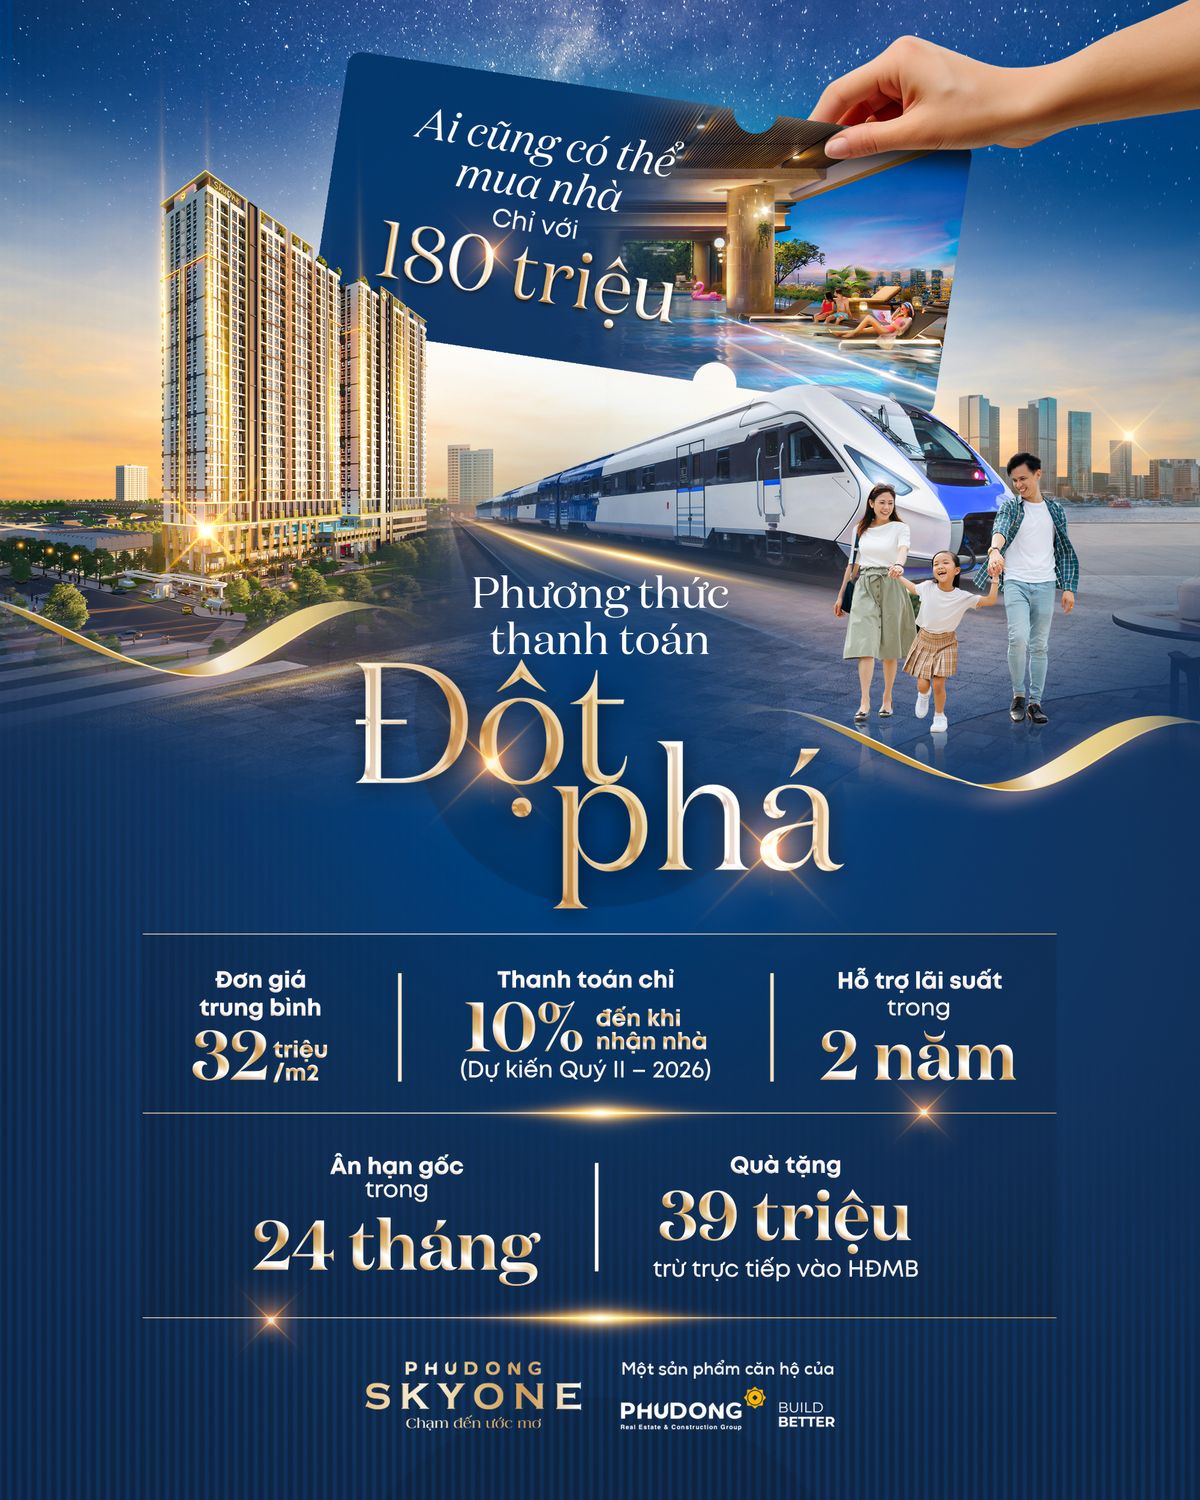 Ai cũng có thể
mua nhà
Chỉ với
180 triệu
SkyOne
Phương thức
thanh toán
Đột
phá
Đơn giá
trung bình
32 triệu
/m2
Thanh toán chỉ
10% đến khi
nhận nhà
(Dự kiến Quý II – 2026)
Hỗ trợ lãi suất
trong
2 năm
Ân hạn gốc
trong
24 tháng
Quà tặng
39 triệu
trừ trực tiếp vào HĐMB
PHUDONG
SKYONE
Chạm đến ước mơ
Một sản phẩm căn hộ của
PHUDONG
Real Estate & Construction Group
BUILD
BETTER